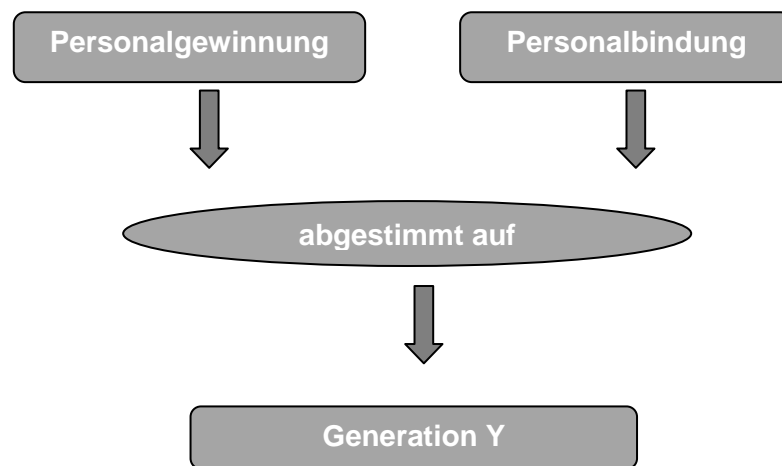 Personalgewinnung
Personalbindung
abgestimmt auf
Generation Y